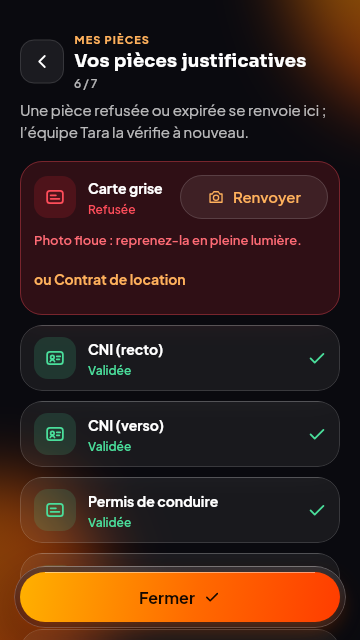 MES PIÈCES
Vos pièces justificatives
6 / 7
Une pièce refusée ou expirée se renvoie ici ;
l'équipe Tara la vérifie à nouveau.
Carte grise
Refusée
Renvoyer
Photo floue : reprenez-la en pleine lumière.
ou Contrat de location
CNI (recto)
Validée
CNI (verso)
Validée
Permis de conduire
Validée
Fermer